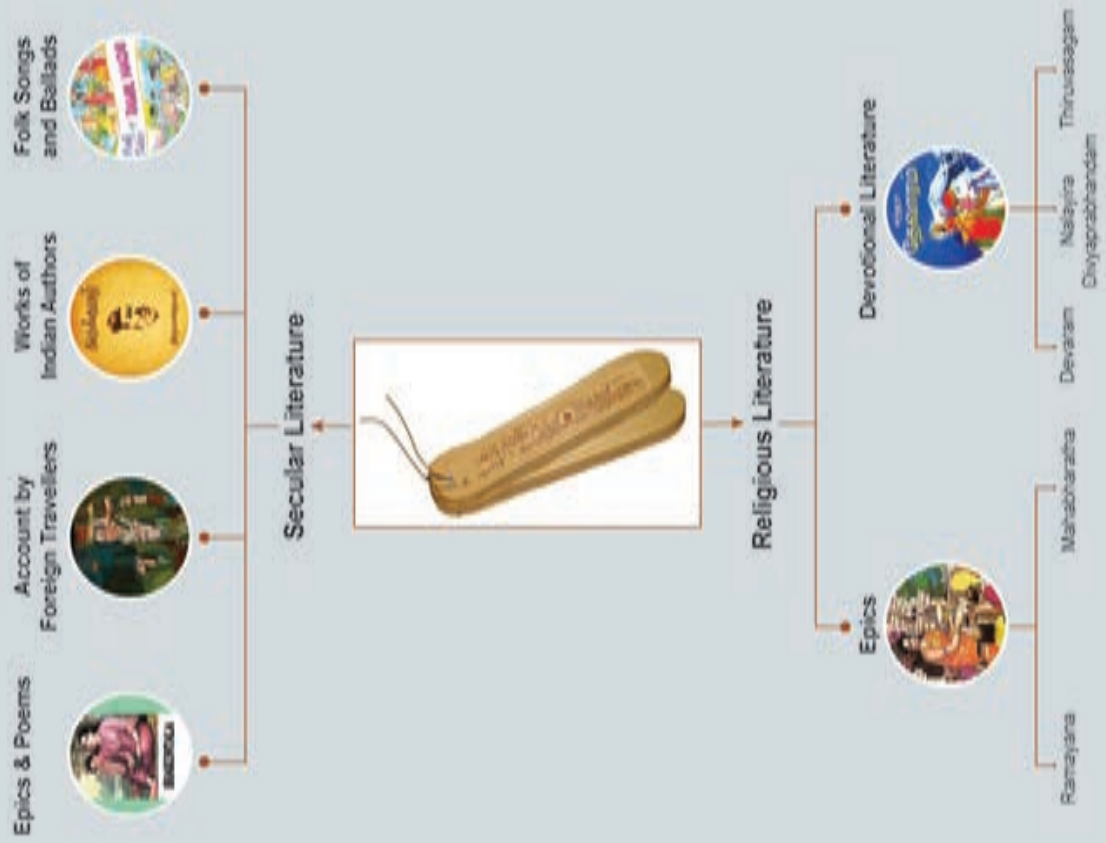 Epics & Poems
Account by
Foreign Travellers
Works of
Indian Authors
Folk Songs
and Ballads
Secular Literature
Religious Literature
Epics
Devotional Literature
Ramayana
Mahabharatha
Devaram
Nalayira
Divyaprabhandam
Thiruvasagam